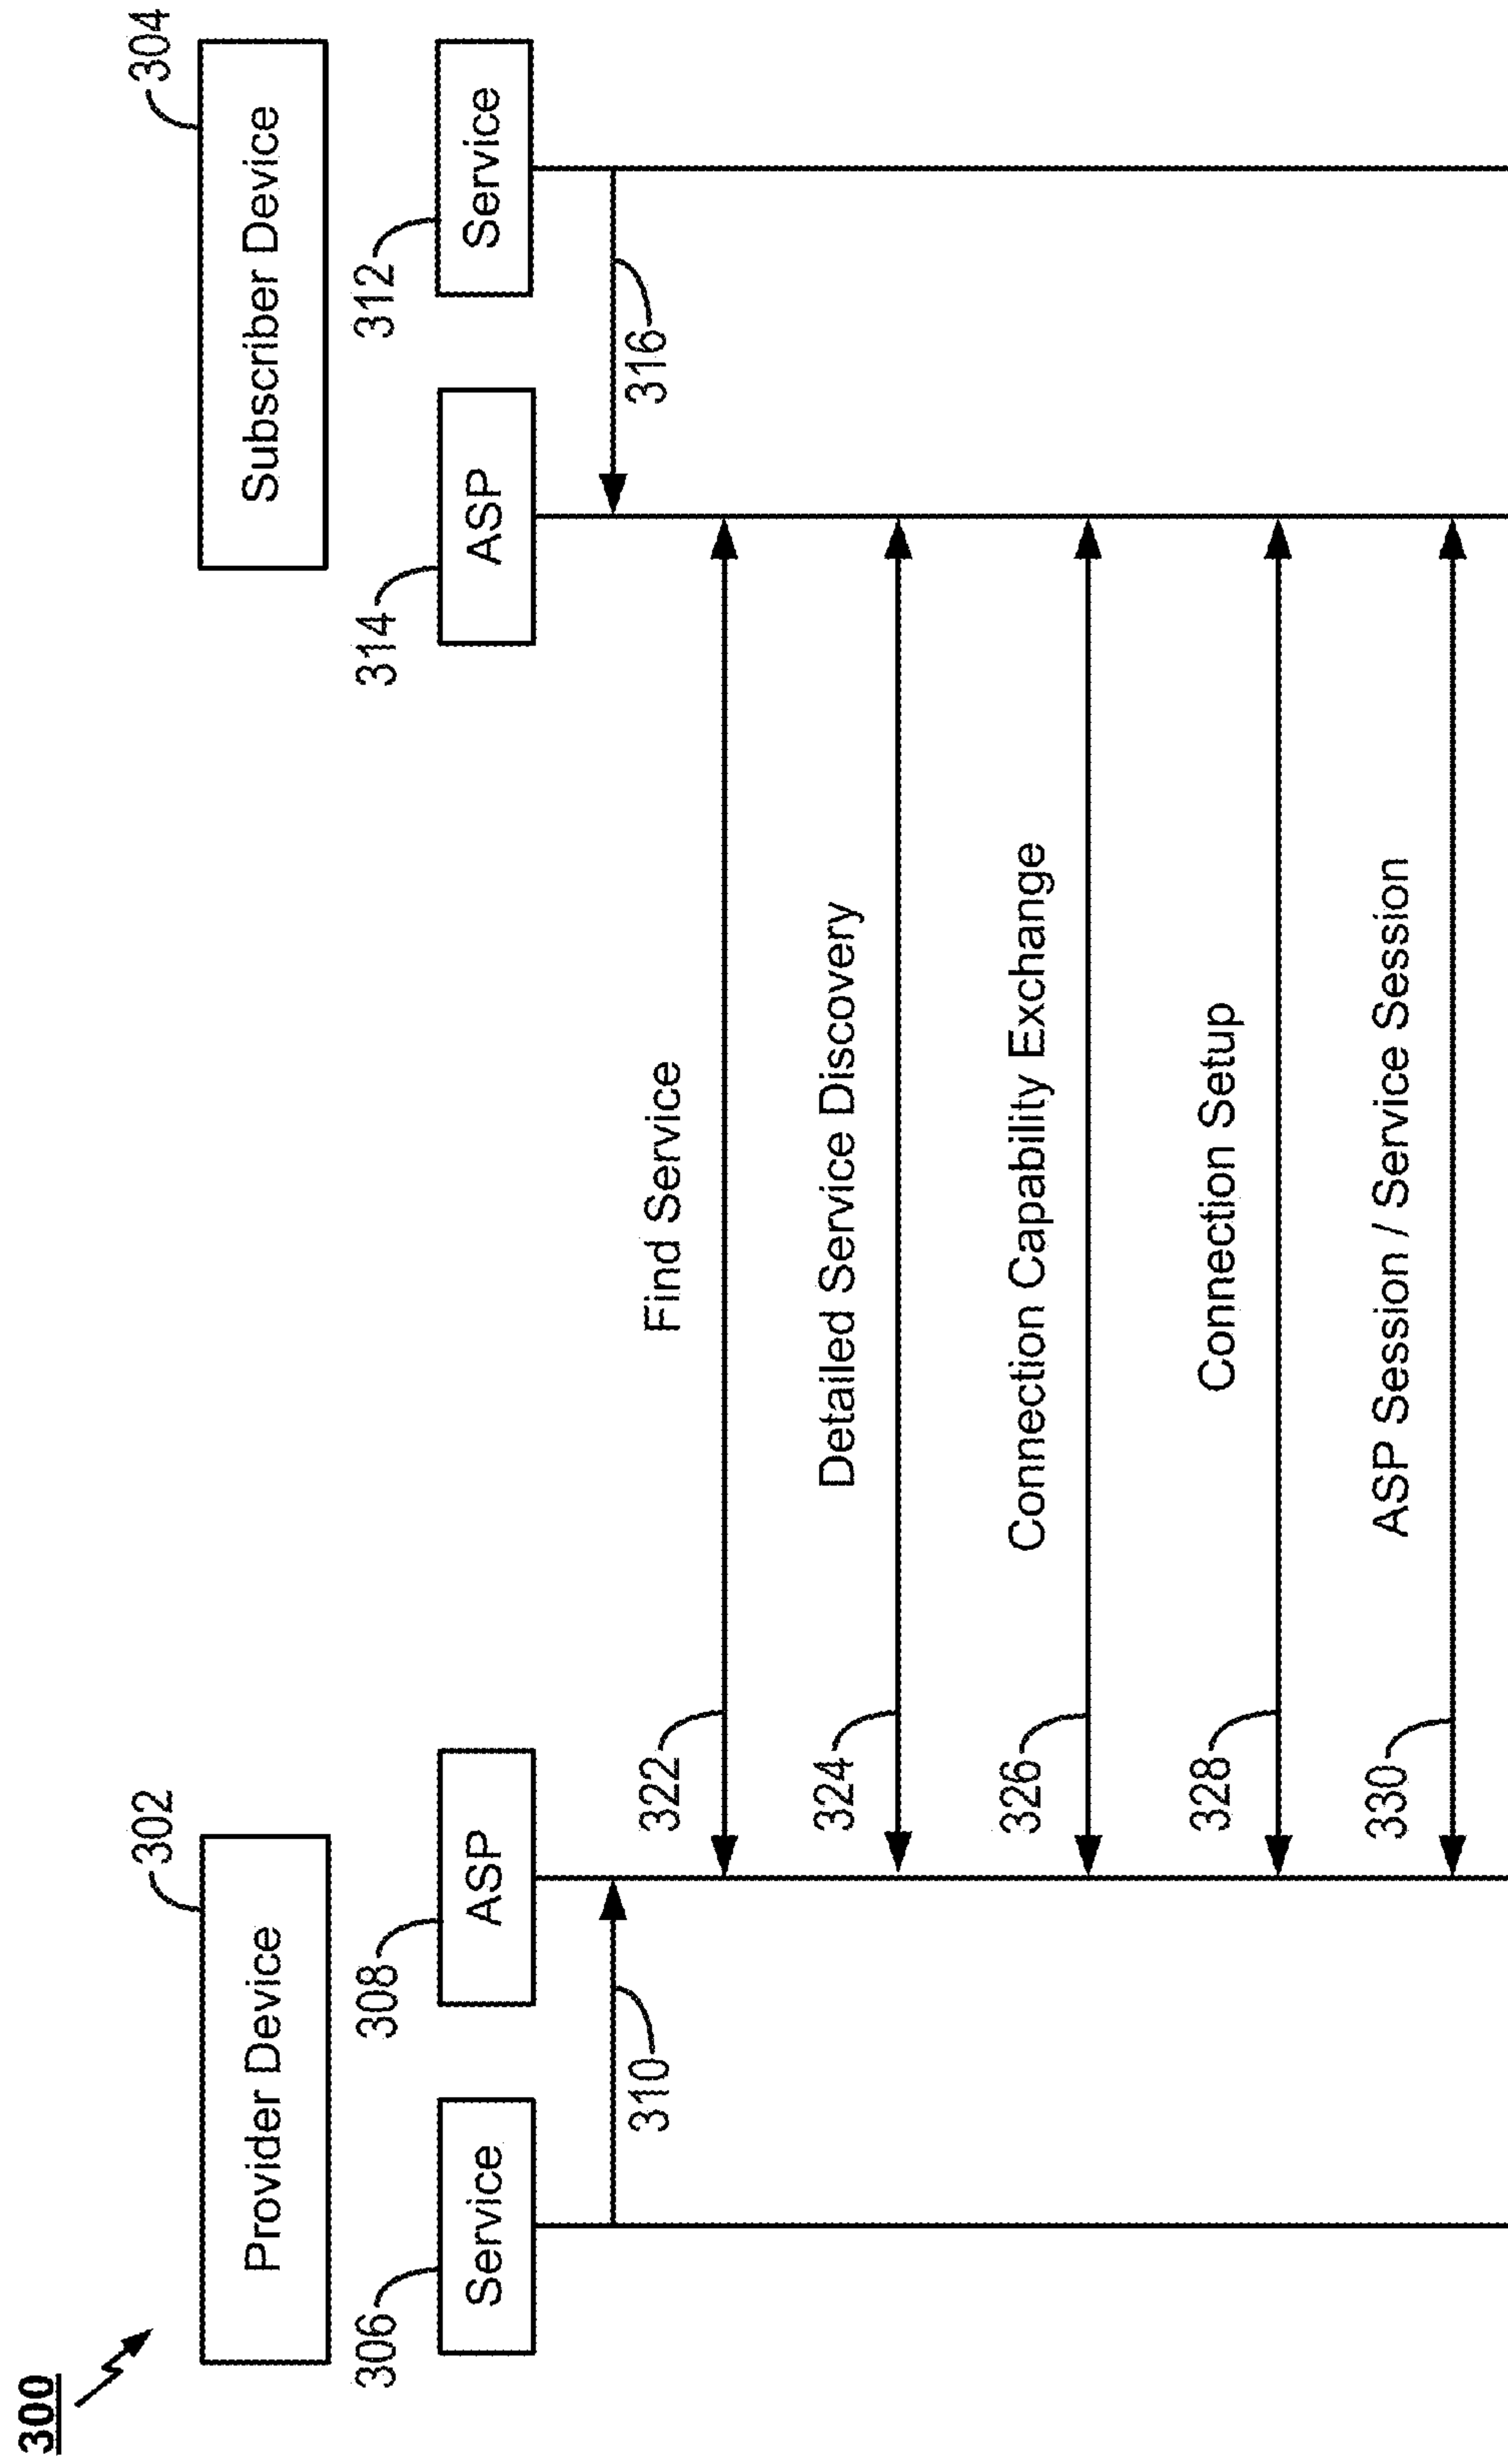 300
302
304
Provider Device
Subscriber Device
306
308
314
312
Service
ASP
ASP
Service
310
316
Find Service
322
Detailed Service Discovery
324
Connection Capability Exchange
326
Connection Setup
328
ASP Session / Service Session
330